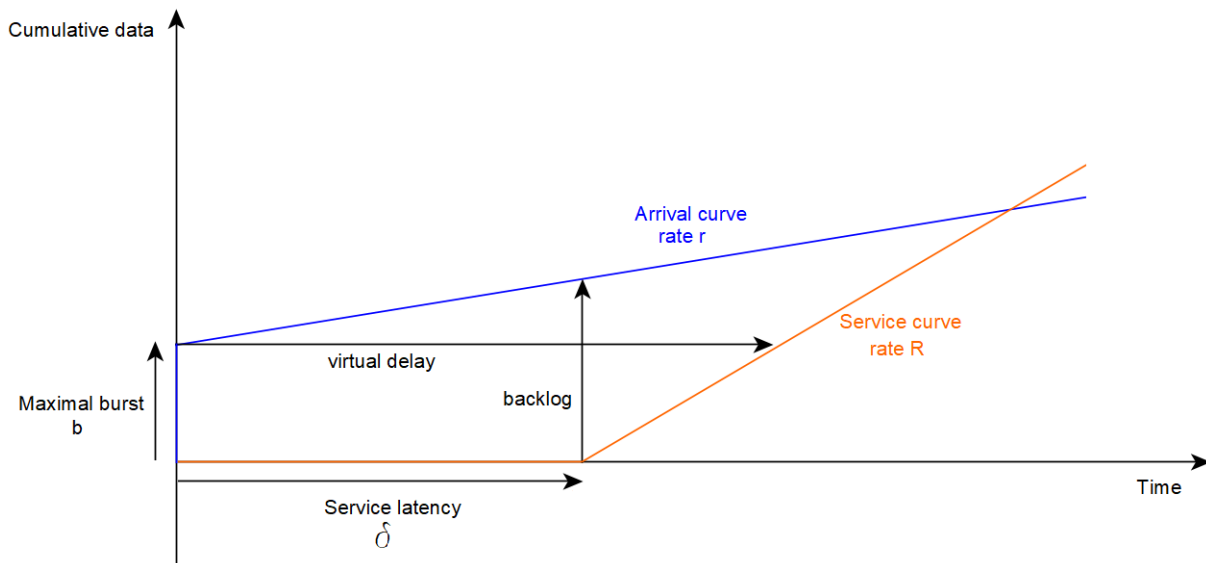 Cumulative data
Arrival curve
rate r
Service curve
rate R
virtual delay
backlog
Maximal burst
b
Time
Service latency
δ